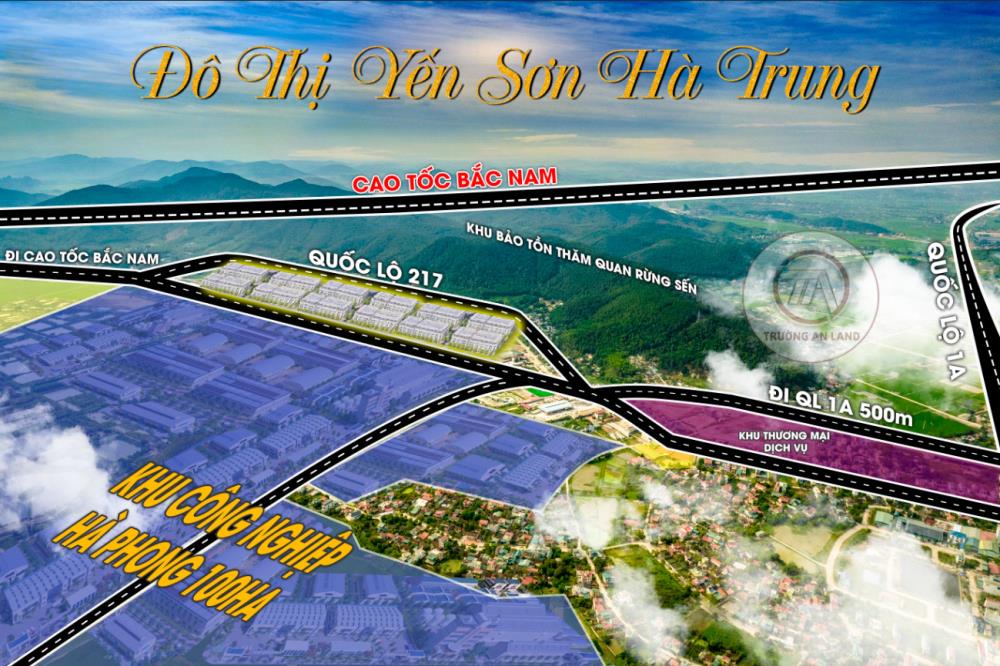 Đô Thị Yến Sơn Hà Trung
CAO TỐC BẮC NAM
ĐI CAO TỐC BẮC NAM
QUỐC LỘ 217
KHU BẢO TỒN THĂM QUAN RỪNG SẾN
TRƯỜNG AN LAND
QUỐC LỘ 1A
ĐI QL 1A 500m
KHU THƯƠNG MẠI
DỊCH VỤ
KHU CÔNG NGHIỆP
HÀ PHONG 100HA